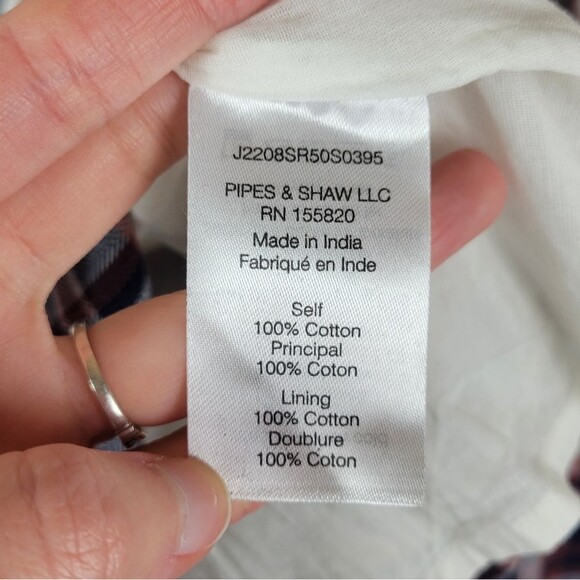 J2208SR50S0395
PIPES & SHAW LLC
RN 155820
Made in India
Fabriqué en Inde
Self
100% Cotton
Principal
100% Coton
Lining
100% Cotton
Doublure
100% Coton